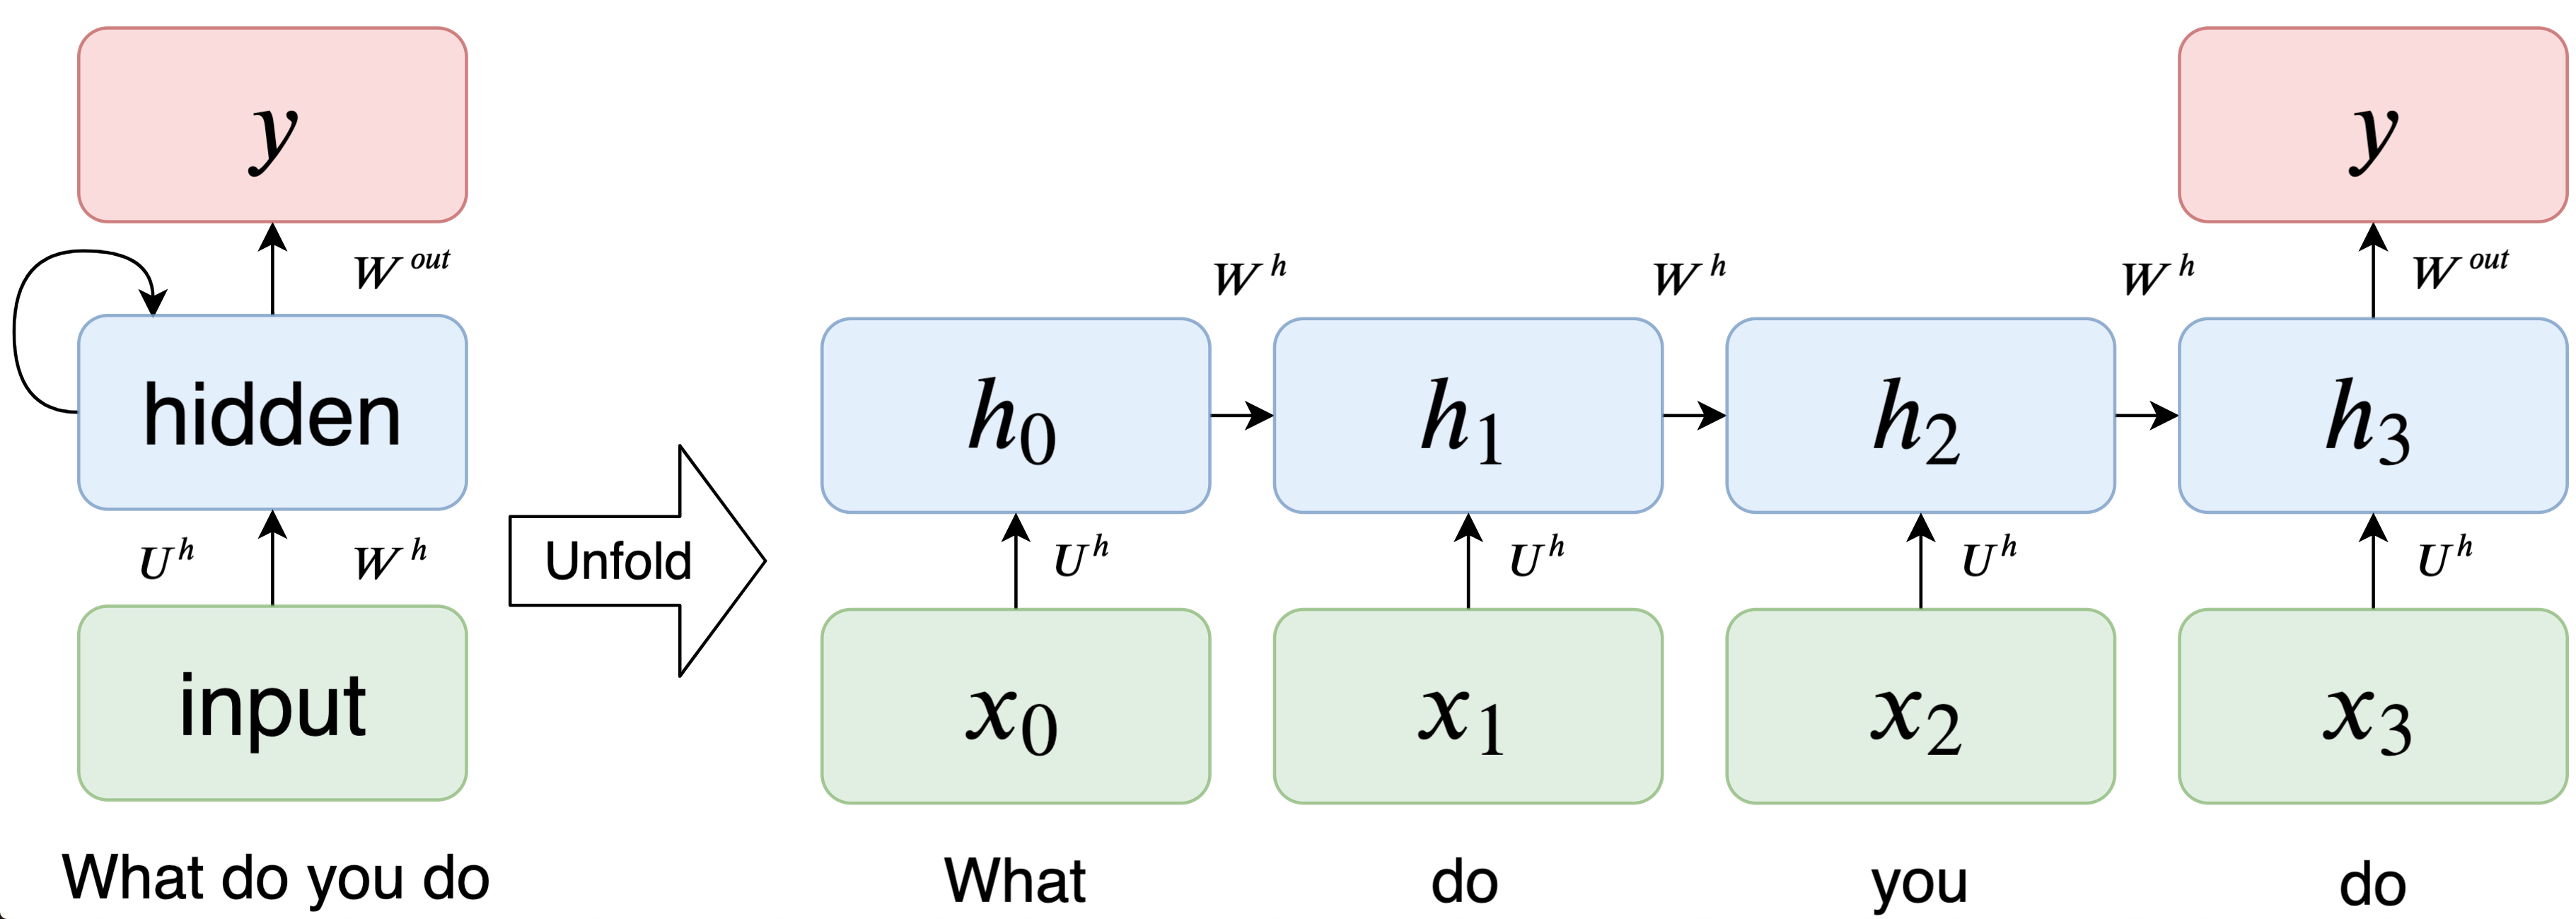 y
W^out
hidden
U^h W^h
input
What do you do
Unfold
y
W^h W^h W^h W^out
h_0 h_1 h_2 h_3
U^h U^h U^h U^h
x_0 x_1 x_2 x_3
What do you do